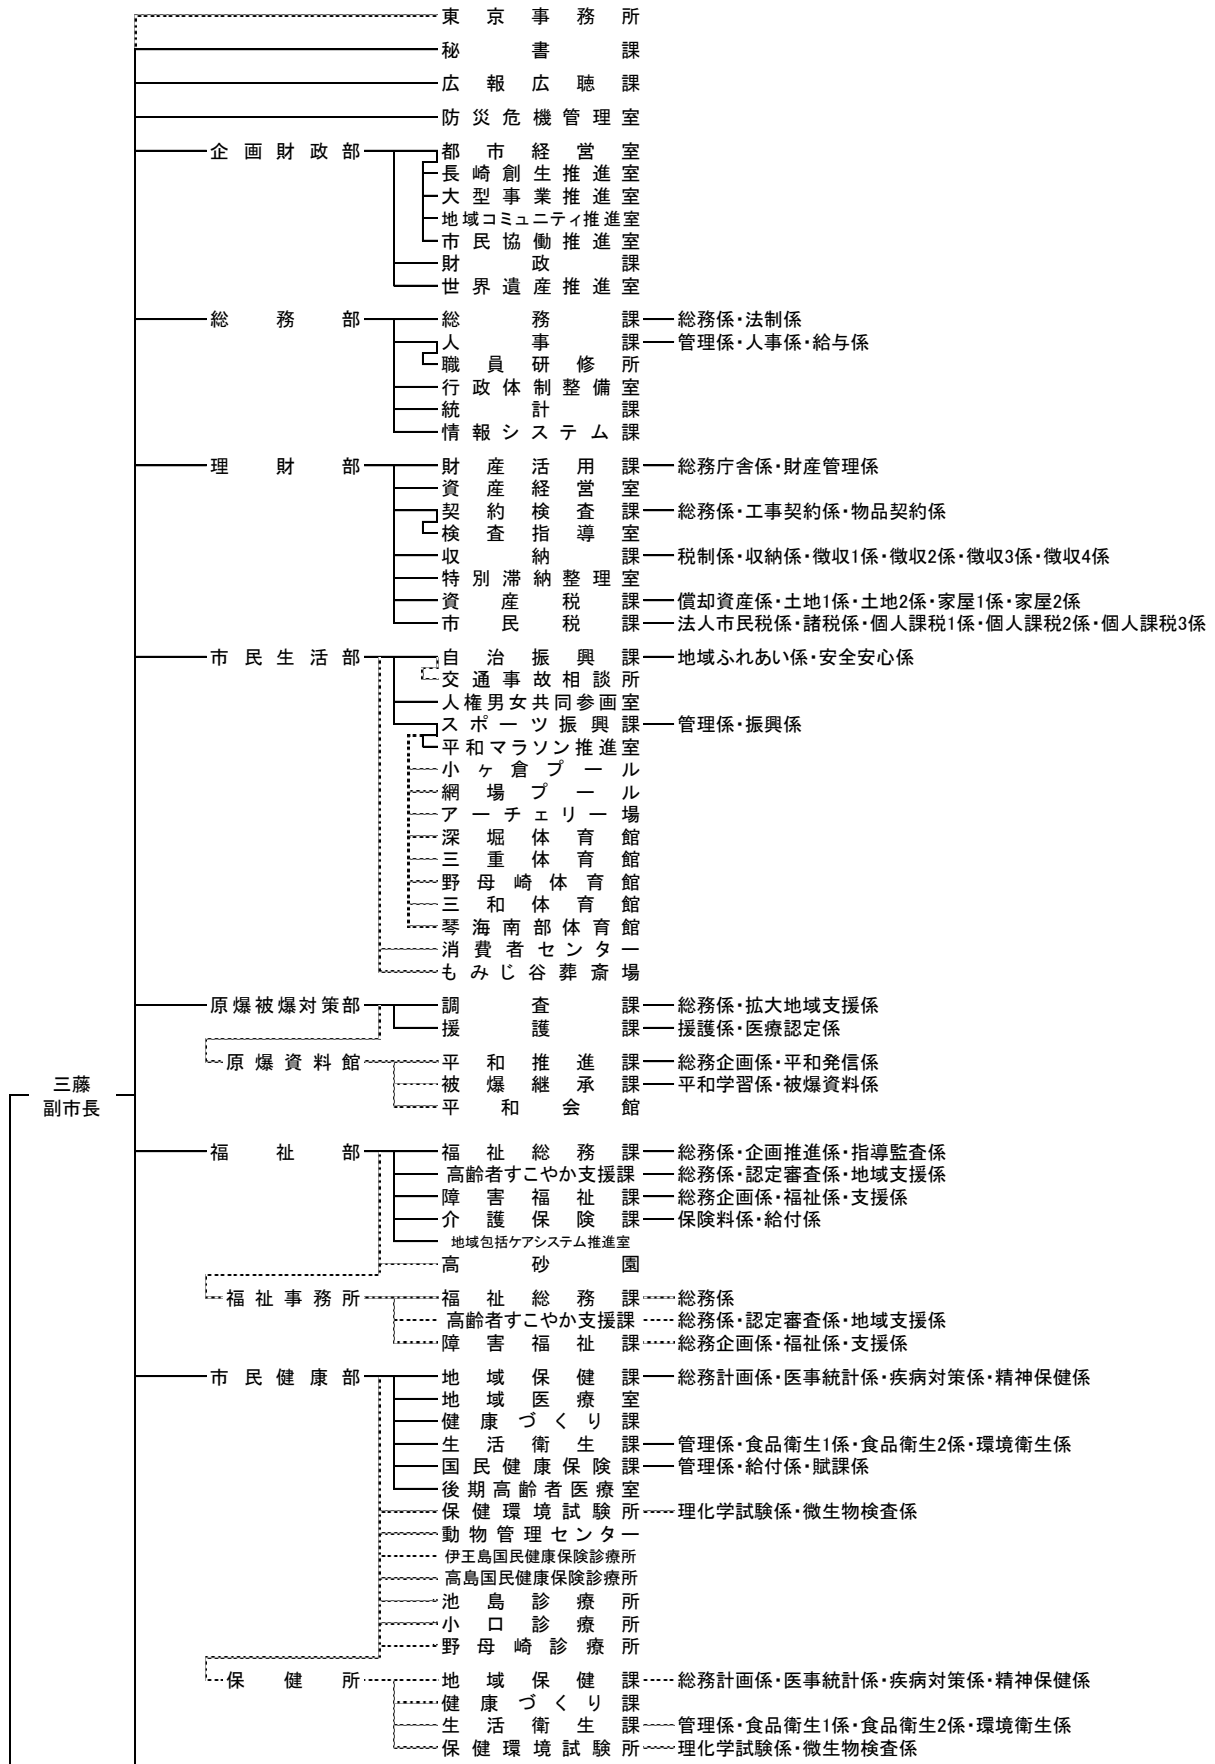 東京事務所
秘書課
広報広聴課
防災危機管理室
企画財政部 都市経営室
長崎創生推進室
大型事業推進室
地域コミュニティ推進室
市民協働推進室
財政課
世界遺産推進室
総務部 総務課 総務係・法制係
人事課 管理係・人事係・給与係
職員研修所
行政体制整備室
統計課
情報システム課
理財部 財産活用課 総務庁舎係・財産管理係
資産経営室
契約検査課 総務係・工事契約係・物品契約係
検査指導室
収納課 税制係・収納係・徴収1係・徴収2係・徴収3係・徴収4係
特別滞納整理室
資産税課 償却資産係・土地1係・土地2係・家屋1係・家屋2係
市民税課 法人市民税係・諸税係・個人課税1係・個人課税2係・個人課税3係
市民生活部 自治振興課 地域ふれあい係・安全安心係
交通事故相談所
人権男女共同参画室
スポーツ振興課 管理係・振興係
平和マラソン推進室
小ヶ倉プール
網場プール
アーチェリー場
深堀体育館
三重体育館
野母崎体育館
三和体育館
琴海南部体育館
消費者センター
もみじ谷葬斎場
原爆被爆対策部 調査課 総務係・拡大地域支援係
援護課 援護係・医療認定係
原爆資料館 平和推進課 総務企画係・平和発信係
三藤
副市長
被爆継承課 平和学習係・被爆資料係
平和会館
福祉部 福祉総務課 総務係・企画推進係・指導監査係
高齢者すこやか支援課 総務係・認定審査係・地域支援係
障害福祉課 総務企画係・福祉係・支援係
介護保険課 保険料係・給付係
地域包括ケアシステム推進室
高砂園
福祉事務所 福祉総務課 総務係
高齢者すこやか支援課 総務係・認定審査係・地域支援係
障害福祉課 総務企画係・福祉係・支援係
市民健康部 地域保健課 総務計画係・医事統計係・疾病対策係・精神保健係
地域医療室
健康づくり課
生活衛生課 管理係・食品衛生1係・食品衛生2係・環境衛生係
国民健康保険課 管理係・給付係・賦課係
後期高齢者医療室
保健環境試験所 理化学試験係・微生物検査係
動物管理センター
伊王島国民健康保険診療所
高島国民健康保険診療所
池島診療所
小口診療所
野母崎診療所
保健所 地域保健課 総務計画係・医事統計係・疾病対策係・精神保健係
健康づくり課
生活衛生課 管理係・食品衛生1係・食品衛生2係・環境衛生係
保健環境試験所 理化学試験係・微生物検査係